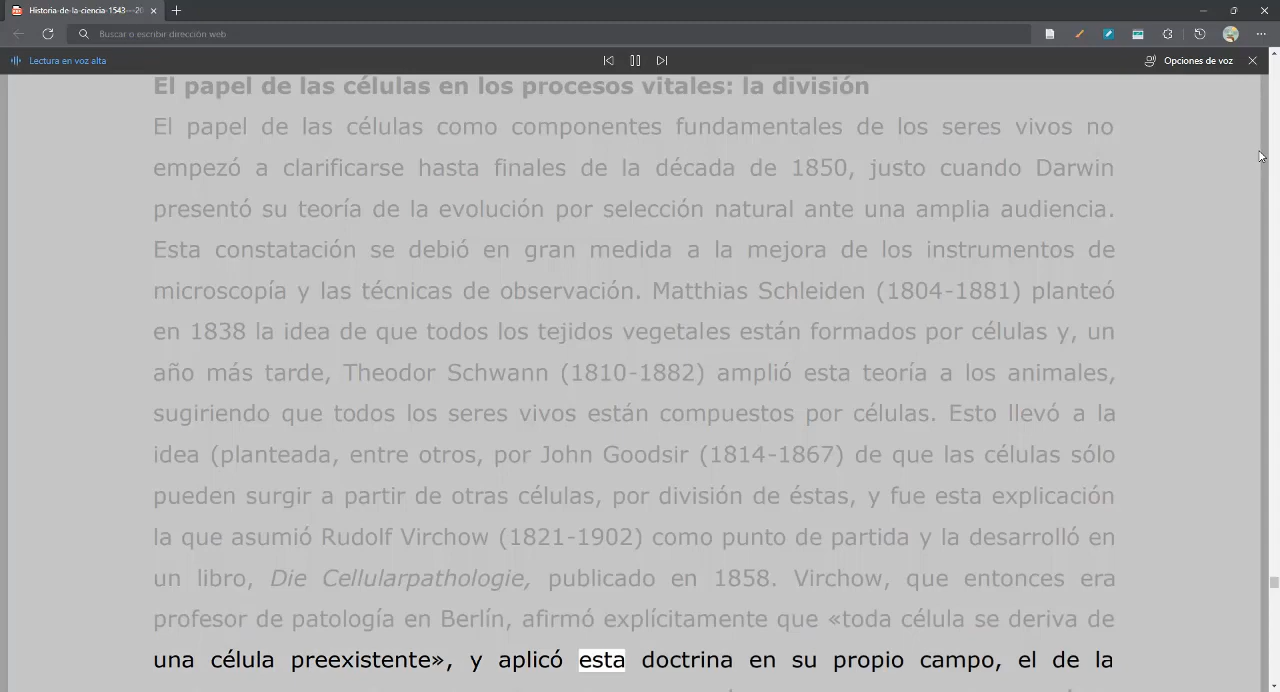 Historia-de-la-ciencia-1543---20
Buscar o escribir dirección web
Lectura en voz alta
Opciones de voz
El papel de las células en los procesos vitales: la división
El papel de las células como componentes fundamentales de los seres vivos no
empezó a clarificarse hasta finales de la década de 1850, justo cuando Darwin
presentó su teoría de la evolución por selección natural ante una amplia audiencia.
Esta constatación se debió en gran medida a la mejora de los instrumentos de
microscopía y las técnicas de observación. Matthias Schleiden (1804-1881) planteó
en 1838 la idea de que todos los tejidos vegetales están formados por células y, un
año más tarde, Theodor Schwann (1810-1882) amplió esta teoría a los animales,
sugiriendo que todos los seres vivos están compuestos por células. Esto llevó a la
idea (planteada, entre otros, por John Goodsir (1814-1867) de que las células sólo
pueden surgir a partir de otras células, por división de éstas, y fue esta explicación
la que asumió Rudolf Virchow (1821-1902) como punto de partida y la desarrolló en
un libro, Die Cellularpathologie, publicado en 1858. Virchow, que entonces era
profesor de patología en Berlín, afirmó explícitamente que «toda célula se deriva de
una célula preexistente», y aplicó esta doctrina en su propio campo, el de la